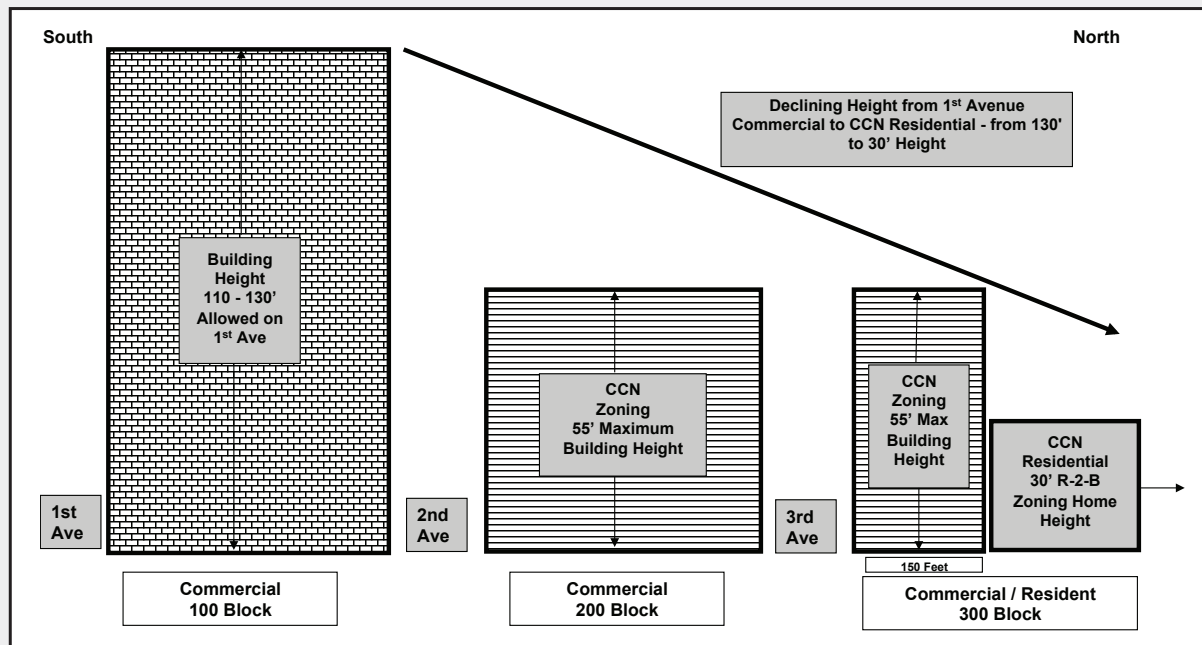 South
North
Declining Height from 1st Avenue
Commercial to CCN Residential - from 130'
to 30’ Height
Building
Height
110 - 130’
Allowed on
1st Ave
CCN
Zoning
55’ Maximum
Building Height
CCN
Zoning
55’ Max
Building
Height
CCN
Residential
30’ R-2-B
Zoning Home
Height
1st
Ave
2nd
Ave
3rd
Ave
150 Feet
Commercial
100 Block
Commercial
200 Block
Commercial / Resident
300 Block